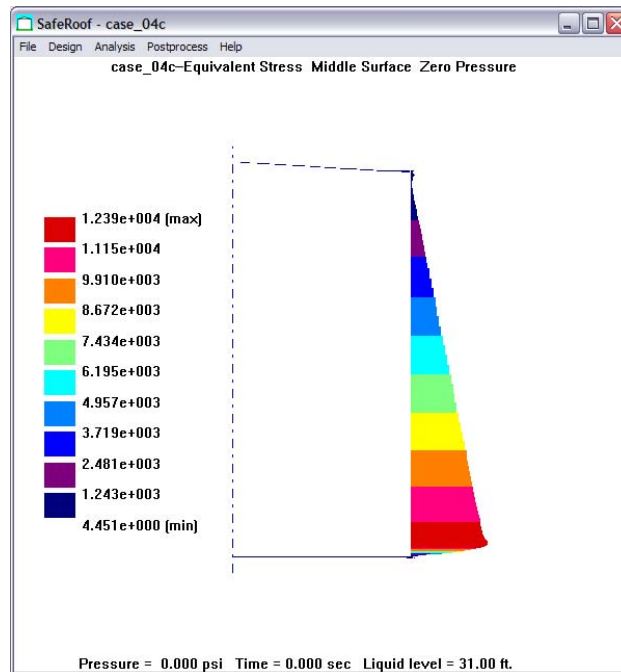 SafeRoof - case_04c
File Design Analysis Postprocess Help
case_04c-Equivalent Stress Middle Surface Zero Pressure
1.239e+004 (max)
1.115e+004
9.910e+003
8.672e+003
7.434e+003
6.195e+003
4.957e+003
3.719e+003
2.481e+003
1.243e+003
4.451e+000 (min)
Pressure = 0.000 psi Time = 0.000 sec Liquid level = 31.00 ft.